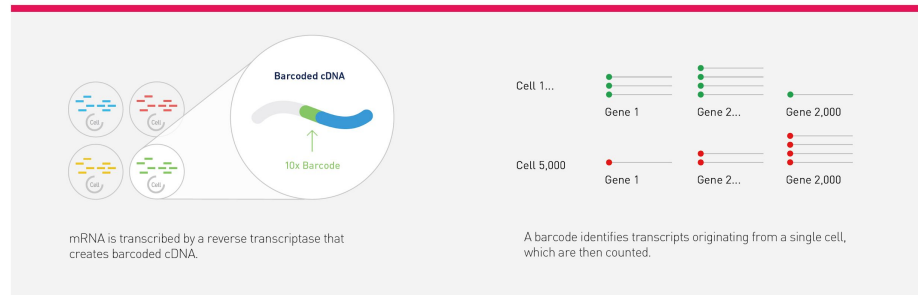 Barcoded cDNA
10x Barcode
Cell
Cell
Cell
Cell
mRNA is transcribed by a reverse transcriptase that
creates barcoded cDNA.
Cell 1...
Gene 1
Gene 2...
Gene 2,000
Cell 5,000
Gene 1
Gene 2...
Gene 2,000
A barcode identifies transcripts originating from a single cell,
which are then counted.